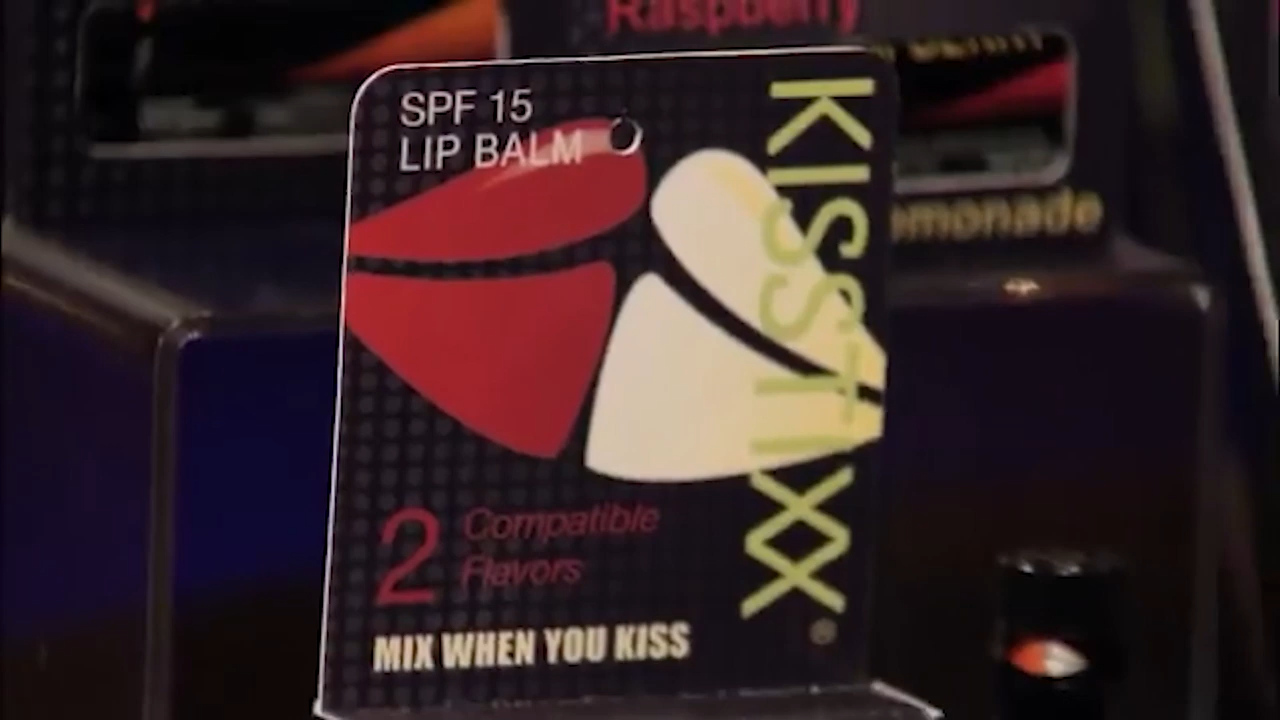 Raspberry
SPF 15
LIP BALM
KISSTIXX
®
emonade
2 Compatible
Flavors
MIX WHEN YOU KISS